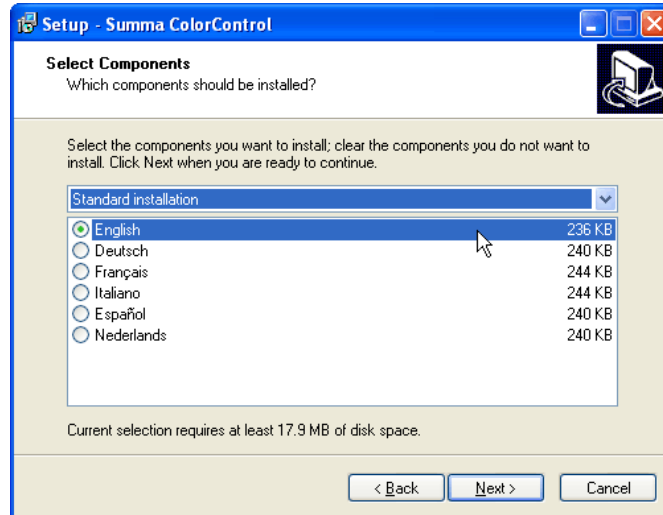 Setup - Summa ColorControl
Select Components
Which components should be installed?
Select the components you want to install; clear the components you do not want to
install. Click Next when you are ready to continue.
Standard installation
English 236 KB
Deutsch 240 KB
Français 244 KB
Italiano 244 KB
Español 240 KB
Nederlands 240 KB
Current selection requires at least 17.9 MB of disk space.
< Back Next > Cancel